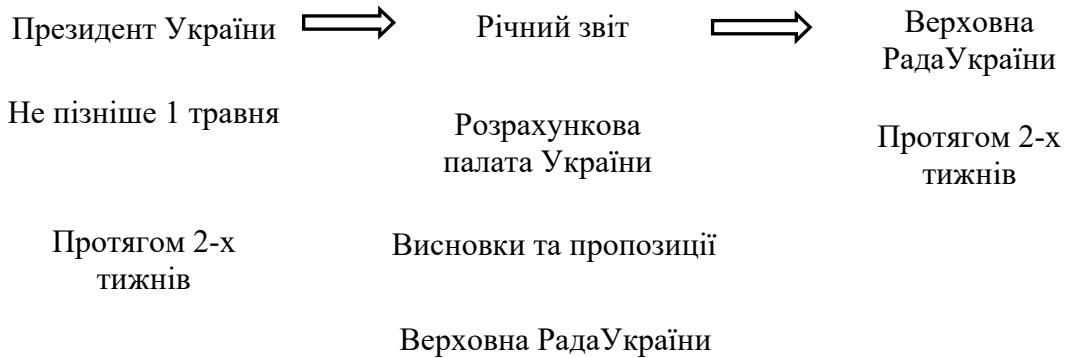 Президент України
Річний звіт
Верховна
РадаУкраїни
Не пізніше 1 травня
Розрахункова
палата України
Протягом 2-х
тижнів
Протягом 2-х
тижнів
Висновки та пропозиції
Верховна РадаУкраїни